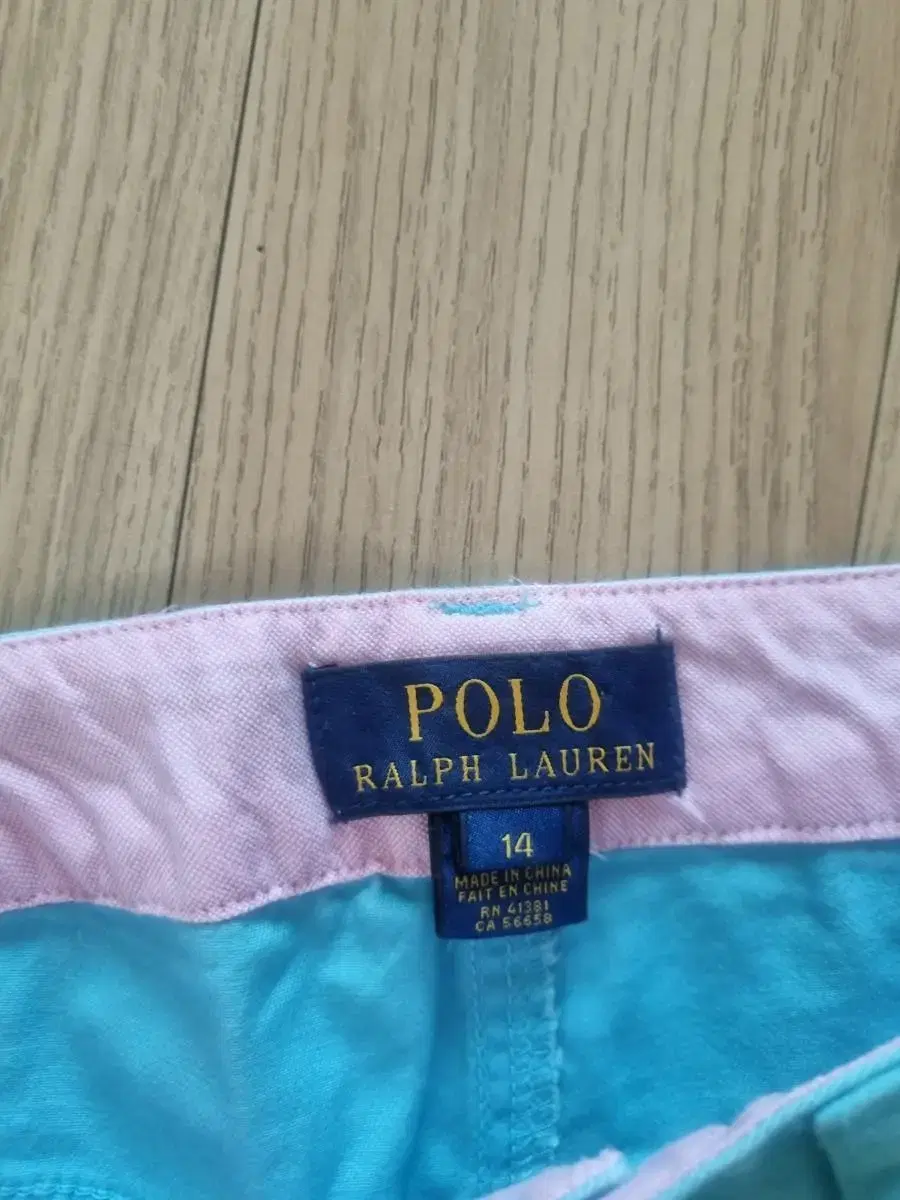 POLO
RALPH LAUREN
14
MADE IN CHINA
FAIT EN CHINE
RN 41381
CA 56658